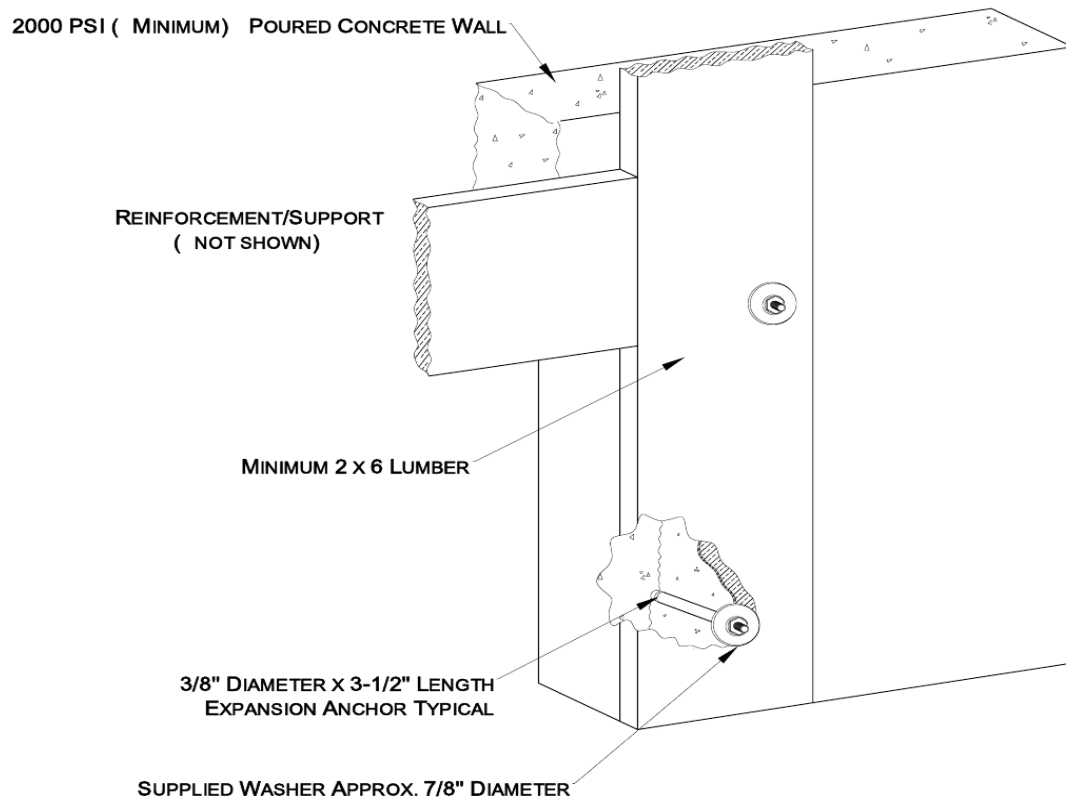 2000 PSI ( MINIMUM) POURED CONCRETE WALL
REINFORCEMENT/SUPPORT
( NOT SHOWN)
MINIMUM 2 X 6 LUMBER
3/8" DIAMETER X 3-1/2" LENGTH
EXPANSION ANCHOR TYPICAL
SUPPLIED WASHER APPROX. 7/8" DIAMETER